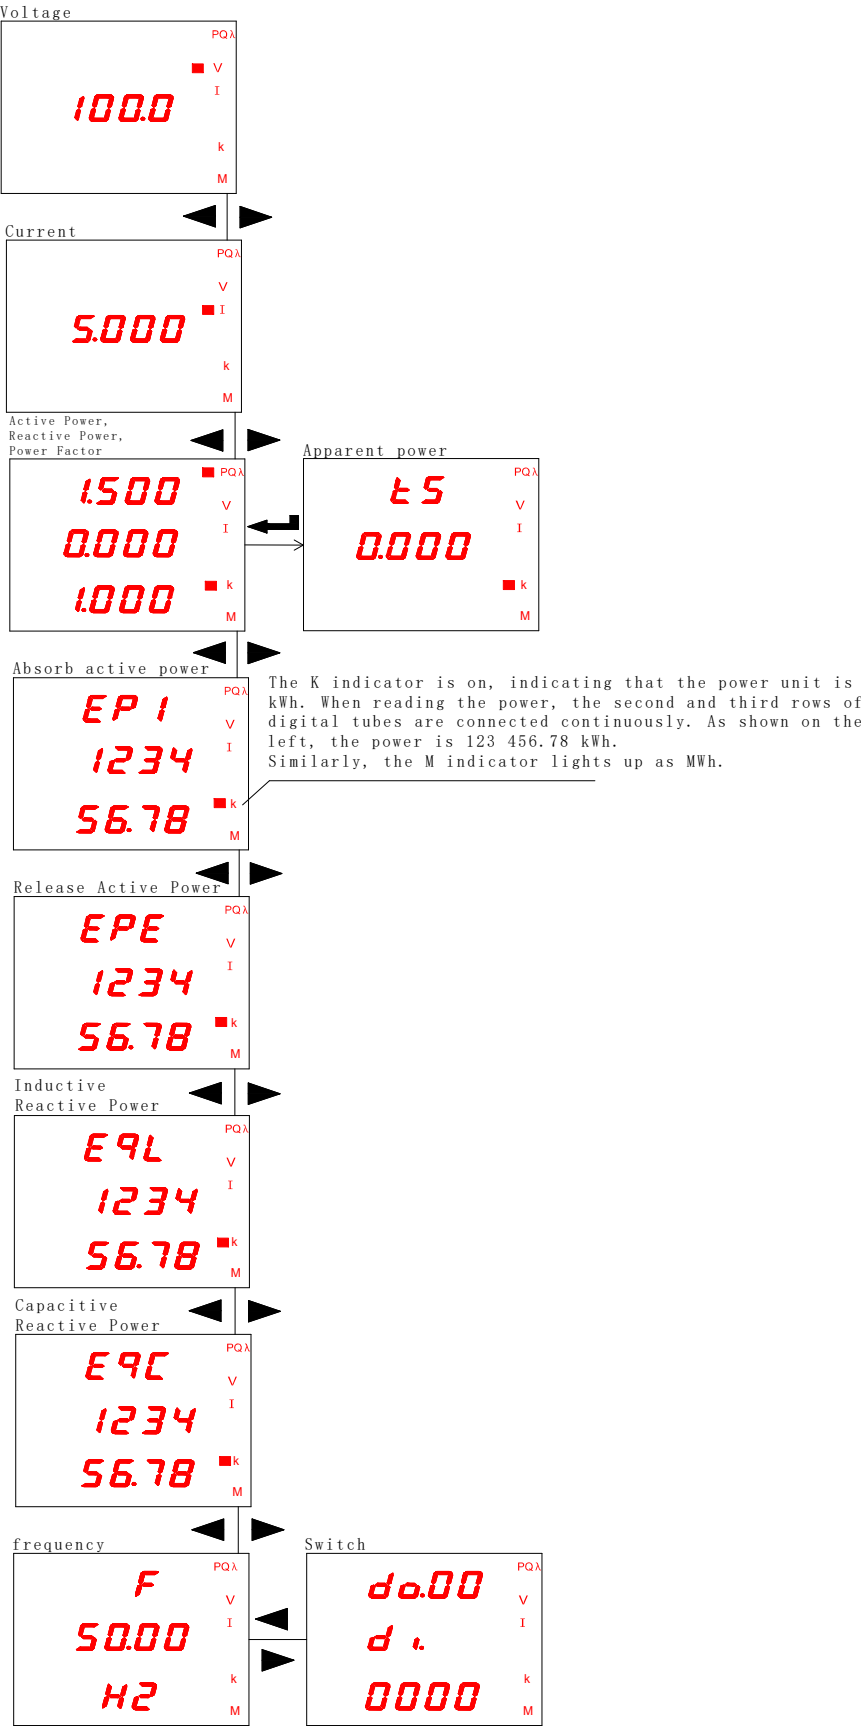 Voltage
PQλ
V
I
100.0
k
M
Current
PQλ
V
I
5.000
k
M
Active Power,
Reactive Power,
Power Factor
PQλ
1.500
V
I
0.000
k
1.000
M
Apparent power
PQλ
tS
V
I
0.000
k
M
Absorb active power
PQλ
EPI
V
I
1234
k
56.78
M
The K indicator is on, indicating that the power unit is
kWh. When reading the power, the second and third rows of
digital tubes are connected continuously. As shown on the
left, the power is 123 456.78 kWh.
Similarly, the M indicator lights up as MWh.
Release Active Power
PQλ
EPE
V
I
1234
k
56.78
M
Inductive
Reactive Power
PQλ
EqL
V
I
1234
k
56.78
M
Capacitive
Reactive Power
PQλ
EqC
V
I
1234
k
56.78
M
frequency
PQλ
F
V
I
50.00
k
HZ
M
Switch
PQλ
do.00
V
I
di.
k
0000
M